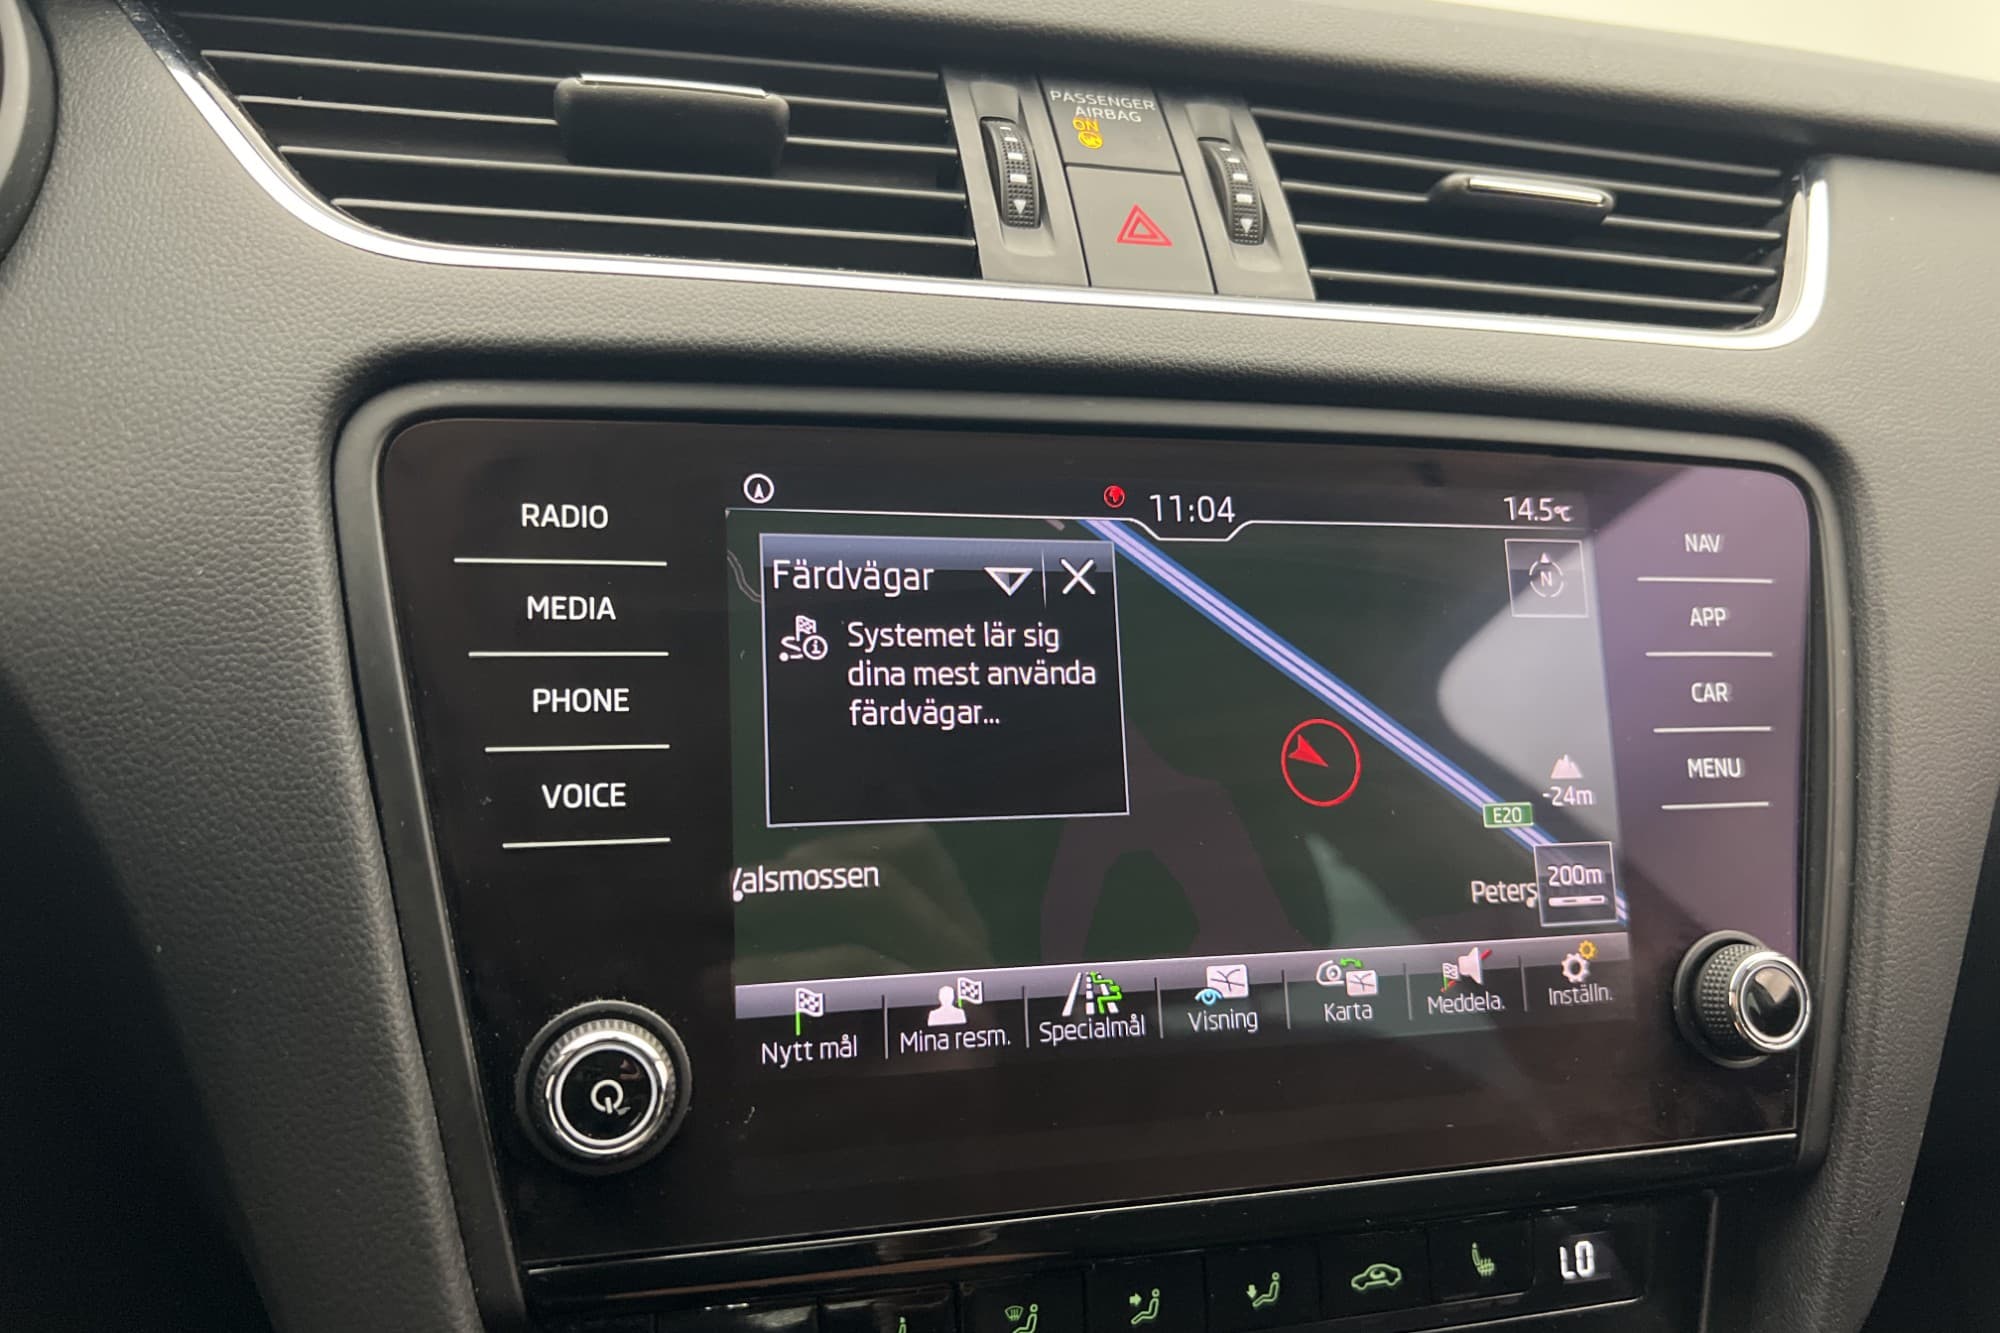 PASSENGER
AIRBAG
ON
RADIO
MEDIA
PHONE
VOICE
11:04
14.5°C
Färdvägar
Systemet lär sig
dina mest använda
färdvägar...
N
-24m
E20
200m
alsmossen
Peters
Nytt mål
Mina resm.
Specialmål
Visning
Karta
Meddela.
Inställn.
NAV
APP
CAR
MENU
LO